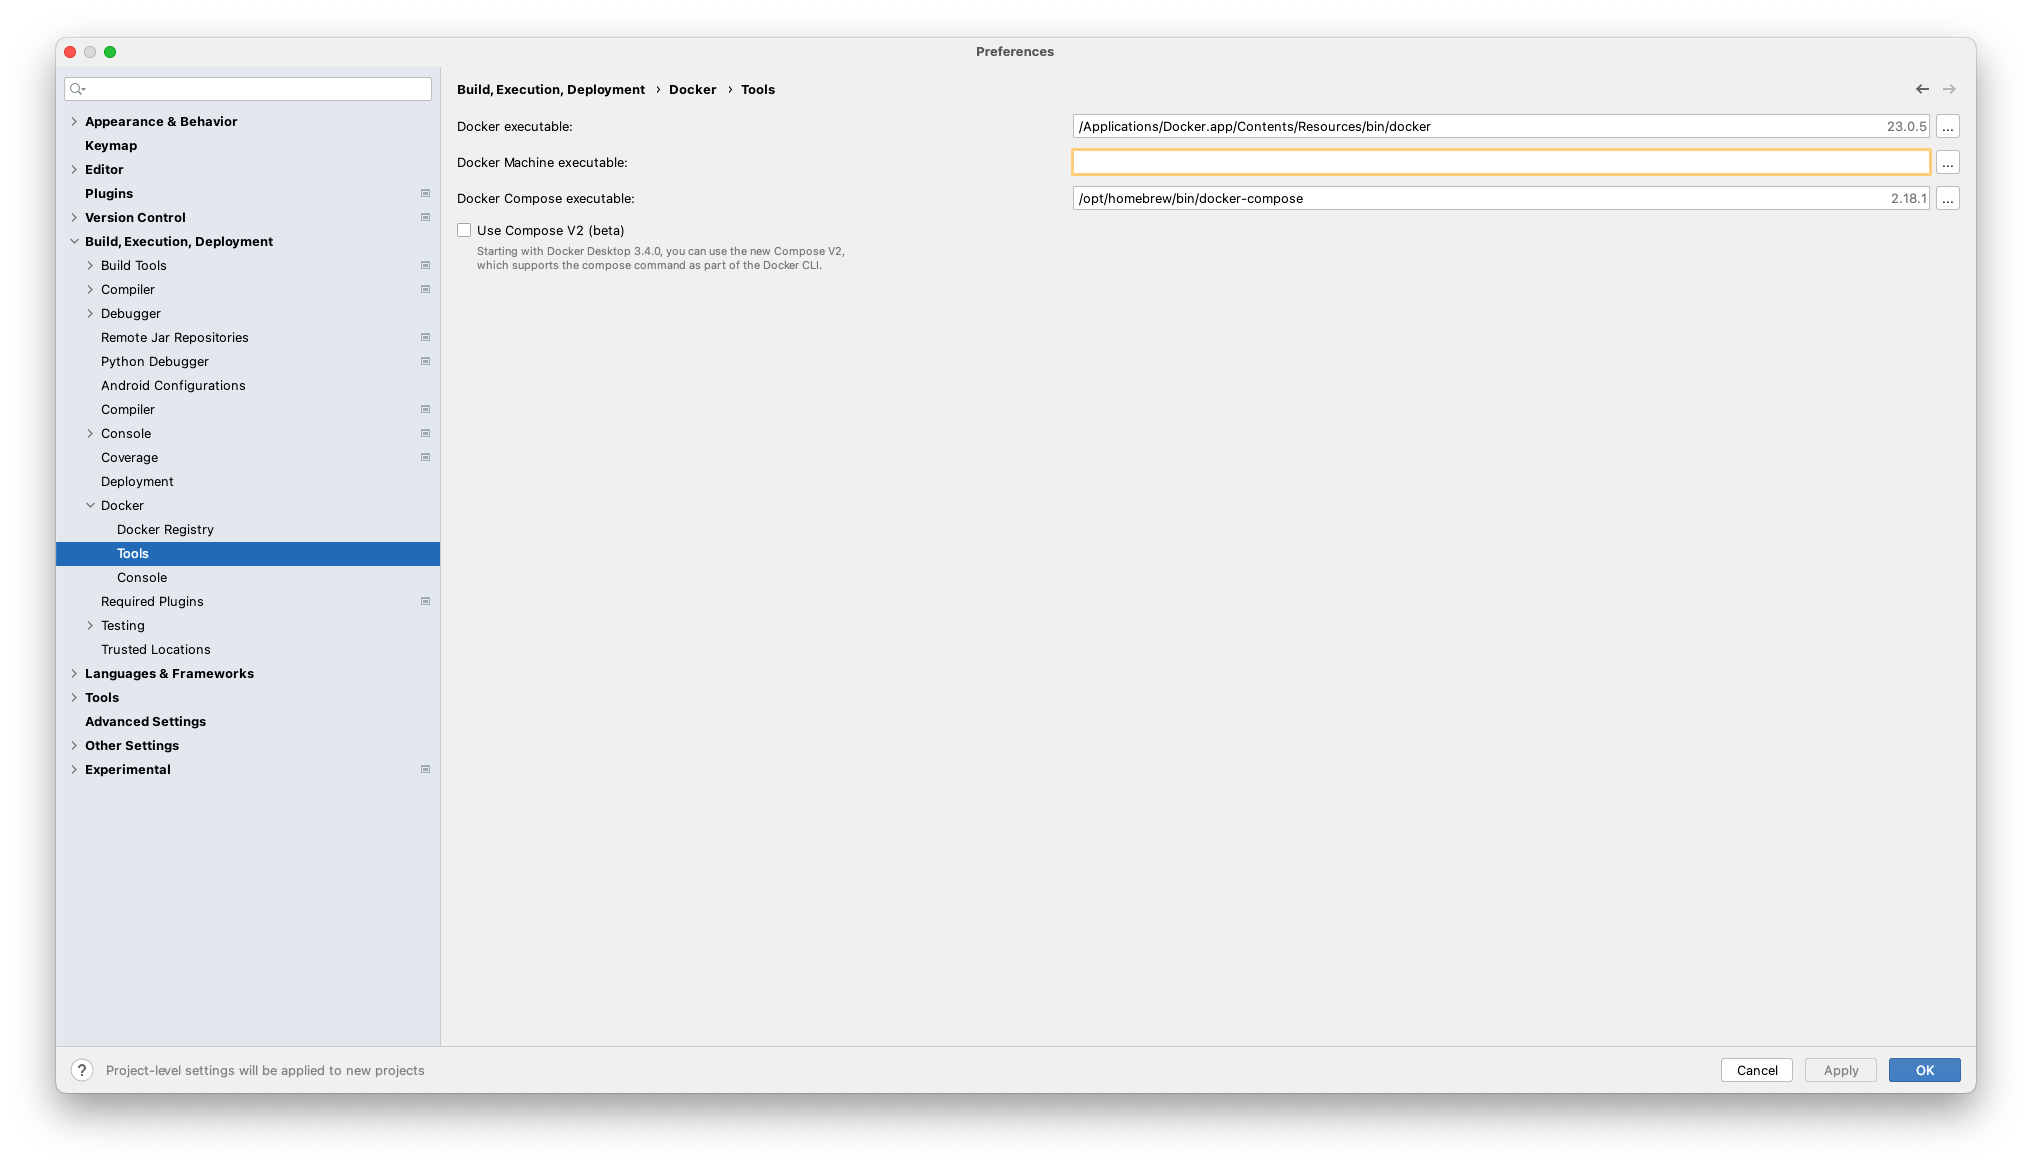 Preferences
Appearance & Behavior
Keymap
Editor
Plugins
Version Control
Build, Execution, Deployment
Build Tools
Compiler
Debugger
Remote Jar Repositories
Python Debugger
Android Configurations
Compiler
Console
Coverage
Deployment
Docker
Docker Registry
Tools
Console
Required Plugins
Testing
Trusted Locations
Languages & Frameworks
Tools
Advanced Settings
Other Settings
Experimental
Build, Execution, Deployment › Docker › Tools
Docker executable: /Applications/Docker.app/Contents/Resources/bin/docker 23.0.5 ...
Docker Machine executable: ...
Docker Compose executable: /opt/homebrew/bin/docker-compose 2.18.1 ...
Use Compose V2 (beta)
Starting with Docker Desktop 3.4.0, you can use the new Compose V2,
which supports the compose command as part of the Docker CLI.
? Project-level settings will be applied to new projects
Cancel Apply OK